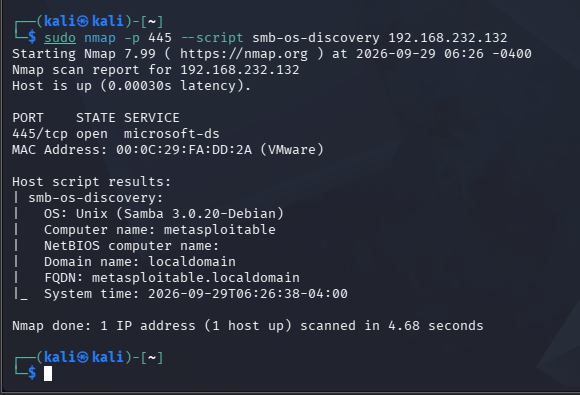 ┌──(kali㉿kali)-[~]
└─$ sudo nmap -p 445 --script smb-os-discovery 192.168.232.132
Starting Nmap 7.99 ( https://nmap.org ) at 2026-09-29 06:26 -0400
Nmap scan report for 192.168.232.132
Host is up (0.00030s latency).

PORT    STATE SERVICE
445/tcp open  microsoft-ds
MAC Address: 00:0C:29:FA:DD:2A (VMware)

Host script results:
| smb-os-discovery:
|   OS: Unix (Samba 3.0.20-Debian)
|   Computer name: metasploitable
|   NetBIOS computer name:
|   Domain name: localdomain
|   FQDN: metasploitable.localdomain
|_  System time: 2026-09-29T06:26:38-04:00

Nmap done: 1 IP address (1 host up) scanned in 4.68 seconds

┌──(kali㉿kali)-[~]
└─$